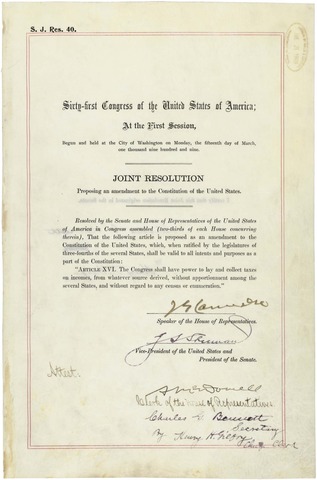 S. J. Res. 40.
Sixty-first Congress of the United States of America;
At the First Session,
Begun and held at the City of Washington on Monday, the fifteenth day of March,
one thousand nine hundred and nine.
JOINT RESOLUTION
Proposing an amendment to the Constitution of the United States.
Resolved by the Senate and House of Representatives of the United States
of America in Congress assembled (two-thirds of each House concurring
therein), That the following article is proposed as an amendment to the
Constitution of the United States, which, when ratified by the legislatures
of three-fourths of the several States, shall be valid to all intents and purposes as
a part of the Constitution:
"ARTICLE XVI. The Congress shall have power to lay and collect taxes
on incomes, from whatever source derived, without apportionment among
the several States, and without regard to any census or enumeration."
J G Cannon
Speaker of the House of Representatives.
J. S. Sherman
Vice-President of the United States and
President of the Senate.
Attest.
A McDowell
Clerk of the House of Representatives.
Charles G. Bennett
Secretary
By Henry H. Gilfry
Chief Clerk